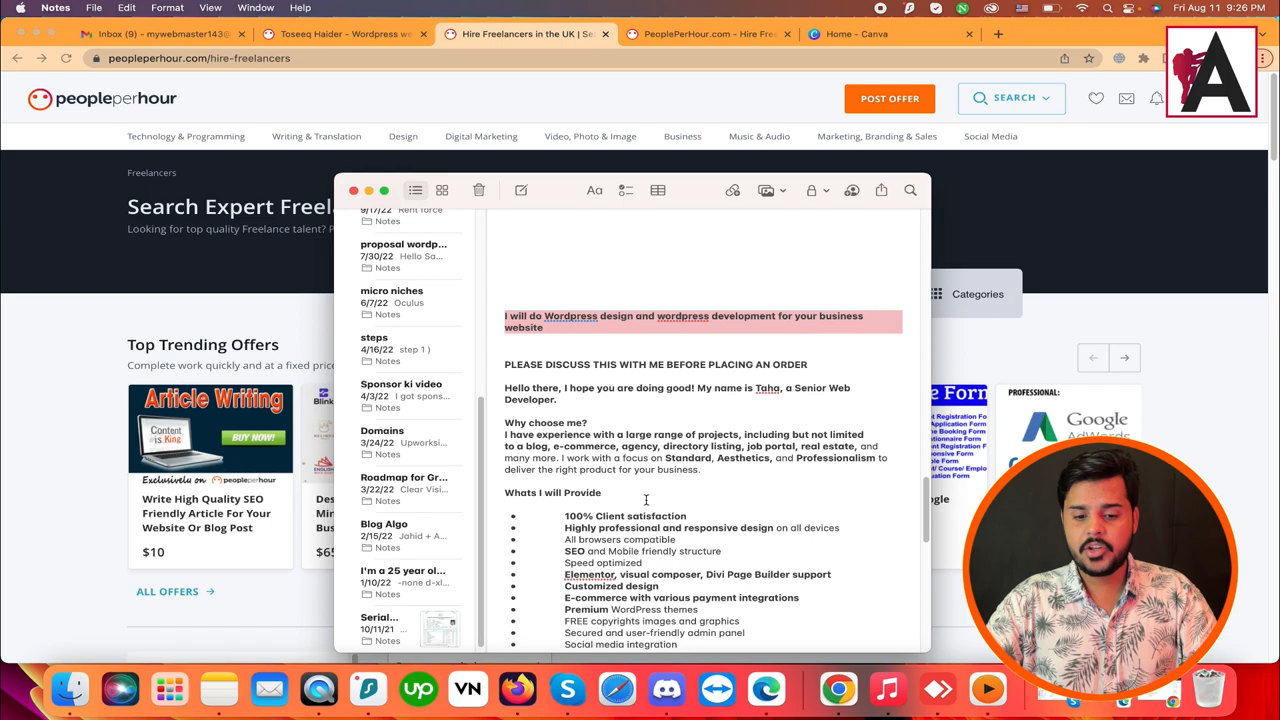 Notes File Edit Format View Window Help
Fri Aug 11 9:26 PM
Inbox (9) - mywebmaster143@
Toseeq Haider - Wordpress we
Hire Freelancers in the UK | Se
PeoplePerHour.com - Hire Fre
Home - Canva
peopleperhour.com/hire-freelancers
A
peopleperhour
POST OFFER
SEARCH
Technology & Programming
Writing & Translation
Design
Digital Marketing
Video, Photo & Image
Business
Music & Audio
Marketing, Branding & Sales
Social Media
Freelancers
Search Expert Freel
Looking for top quality Freelance talent? P
Categories
Top Trending Offers
Complete work quickly and at a fixed price
Article Writing
Content is King
BUY NOW!
Exclusively on peopleperhour
Write High Quality SEO
Friendly Article For Your
Website Or Blog Post
$10
Blink
Des
$65
ALL OFFERS
9/17/22 Rent force
Notes
proposal wordp...
7/30/22 Hello Sa...
Notes
micro niches
6/7/22 Oculus
Notes
steps
4/16/22 step 1 )
Notes
Sponsor ki video
4/3/22 I got spons...
Notes
Domains
3/24/22 Upworksi...
Notes
Roadmap for Gr...
3/22/22 Clear Visi...
Notes
Blog Algo
2/15/22 Jahid + A...
Notes
I'm a 25 year ol...
1/10/22 -none d-xl...
Notes
Serial...
10/11/21 ...
Notes
Aa
I will do Wordpress design and wordpress development for your business
website
PLEASE DISCUSS THIS WITH ME BEFORE PLACING AN ORDER
Hello there, I hope you are doing good! My name is Taha, a Senior Web
Developer.
Why choose me?
I have experience with a large range of projects, including but not limited
to a blog, e-commerce, agency, directory listing, job portal, real estate, and
many more. I work with a focus on Standard, Aesthetics, and Professionalism to
deliver the right product for your business.
Whats I will Provide
• 100% Client satisfaction
• Highly professional and responsive design on all devices
• All browsers compatible
• SEO and Mobile friendly structure
• Speed optimized
• Elementor, visual composer, Divi Page Builder support
• Customized design
• E-commerce with various payment integrations
• Premium WordPress themes
• FREE copyrights images and graphics
• Secured and user-friendly admin panel
• Social media integration
e Form
PROFESSIONAL:
Google
AdWords
up
VN